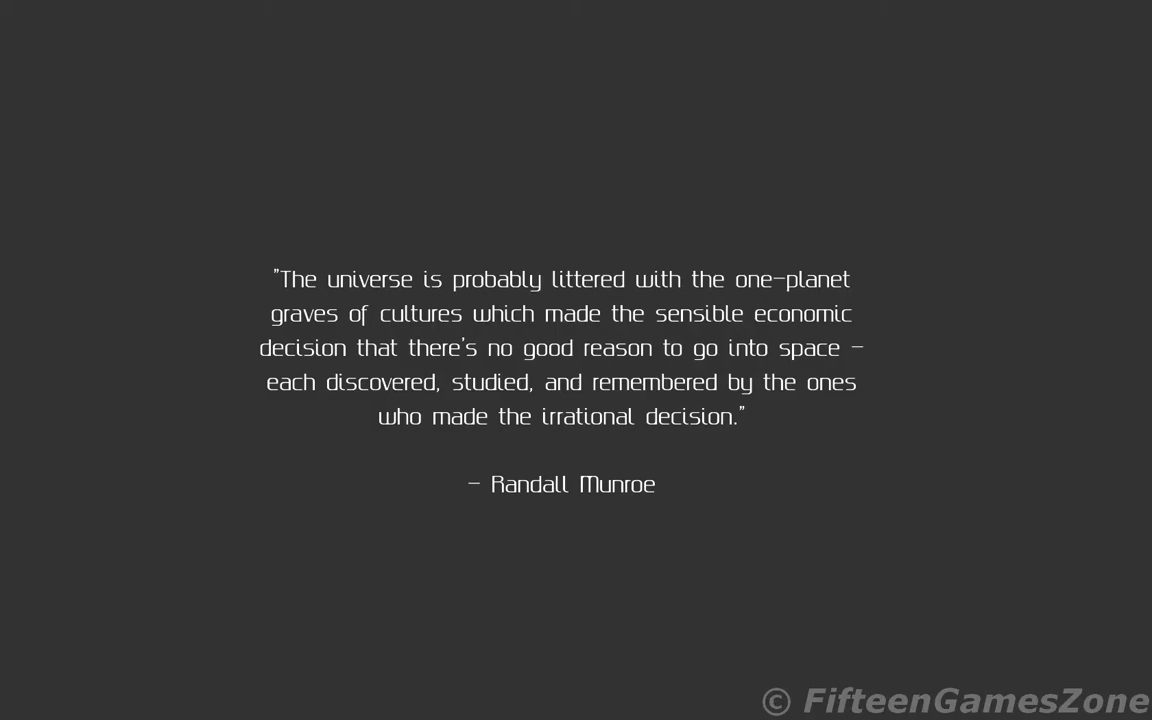 "The universe is probably littered with the one-planet
graves of cultures which made the sensible economic
decision that there's no good reason to go into space -
each discovered, studied, and remembered by the ones
who made the irrational decision."
- Randall Munroe
© FifteenGamesZone